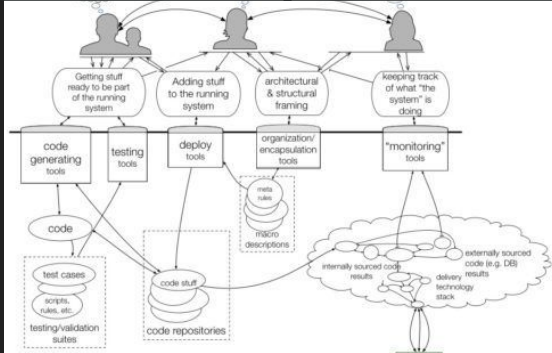 Getting stuff
ready to be part
of the running
system
Adding stuff
to the running
system
architectural
& structural
framing
keeping track
of what "the
system" is
doing
code
generating
tools
testing
tools
deploy
tools
organization/
encapsulation
tools
"monitoring"
tools
meta
rules
macro
descriptions
code
test cases
scripts,
rules, etc.
testing/validation
suites
code stuff
code repositories
internally sourced code
results
externally sourced
code (e.g. DB)
results
delivery
technology
stack